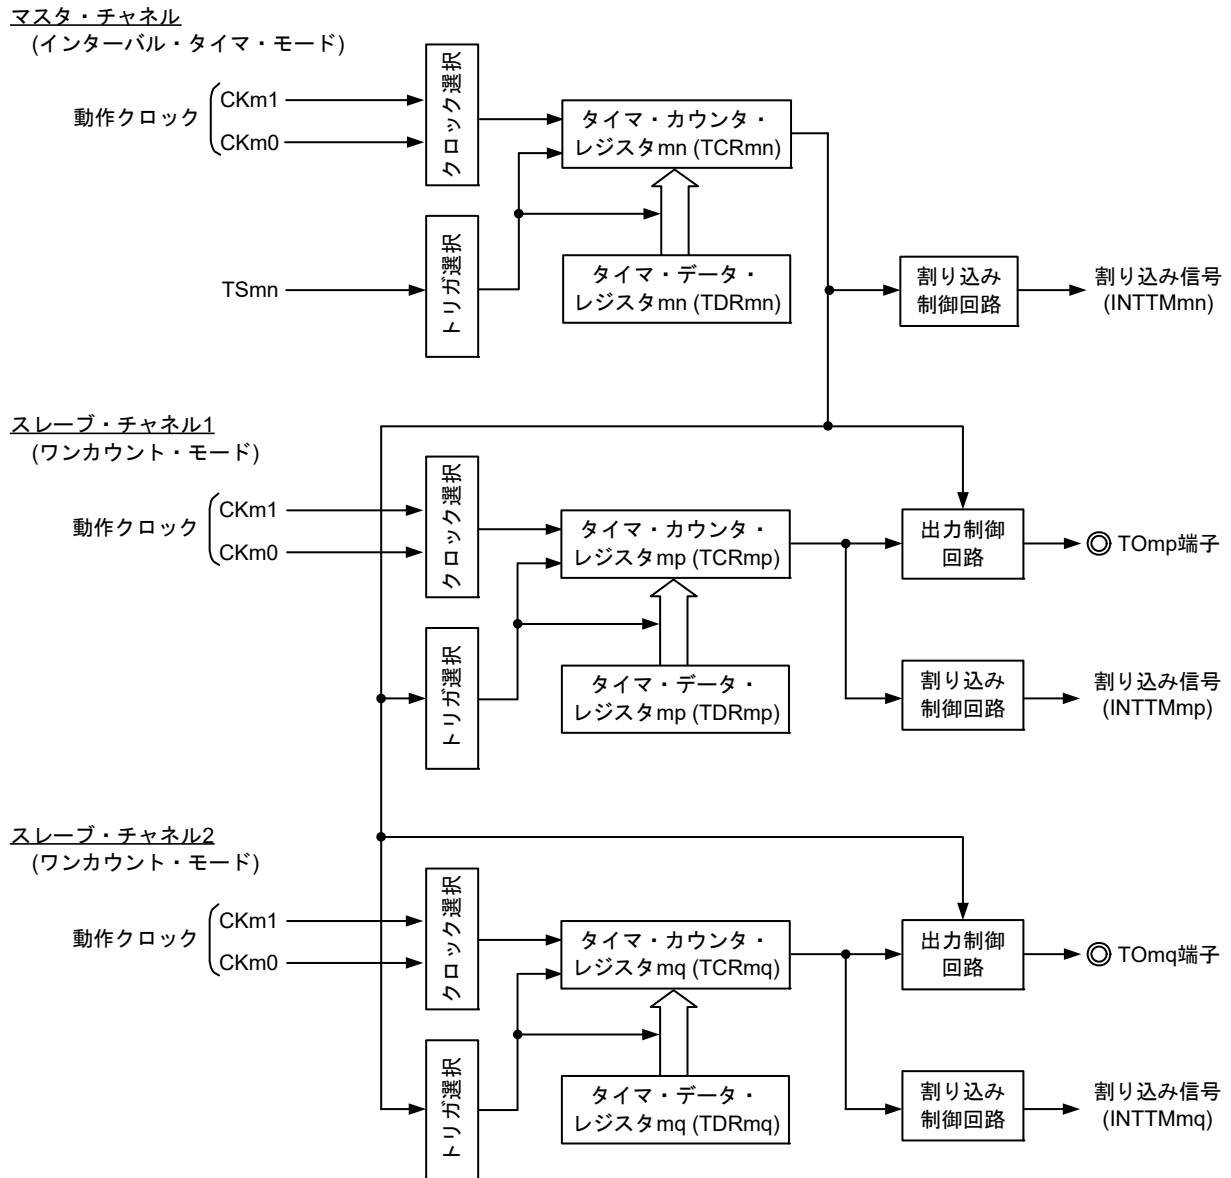 マスタ・チャネル
(インターバル・タイマ・モード)
動作クロック
CKm1
CKm0
クロック選択
タイマ・カウンタ・
レジスタmn (TCRmn)
TSmn
トリガ選択
タイマ・データ・
レジスタmn (TDRmn)
割り込み
制御回路
割り込み信号
(INTTMmn)
スレーブ・チャネル1
(ワンカウント・モード)
動作クロック
CKm1
CKm0
クロック選択
タイマ・カウンタ・
レジスタmp (TCRmp)
出力制御
回路
TOmp端子
トリガ選択
タイマ・データ・
レジスタmp (TDRmp)
割り込み
制御回路
割り込み信号
(INTTMmp)
スレーブ・チャネル2
(ワンカウント・モード)
動作クロック
CKm1
CKm0
クロック選択
タイマ・カウンタ・
レジスタmq (TCRmq)
出力制御
回路
TOmq端子
トリガ選択
タイマ・データ・
レジスタmq (TDRmq)
割り込み
制御回路
割り込み信号
(INTTMmq)